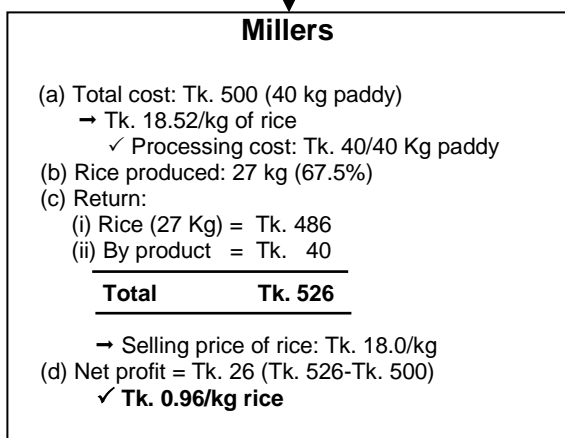 Millers
(a) Total cost: Tk. 500 (40 kg paddy)
➞ Tk. 18.52/kg of rice
✓ Processing cost: Tk. 40/40 Kg paddy
(b) Rice produced: 27 kg (67.5%)
(c) Return:
(i) Rice (27 Kg) = Tk. 486
(ii) By product = Tk. 40
Total Tk. 526
➞ Selling price of rice: Tk. 18.0/kg
(d) Net profit = Tk. 26 (Tk. 526-Tk. 500)
✓ Tk. 0.96/kg rice